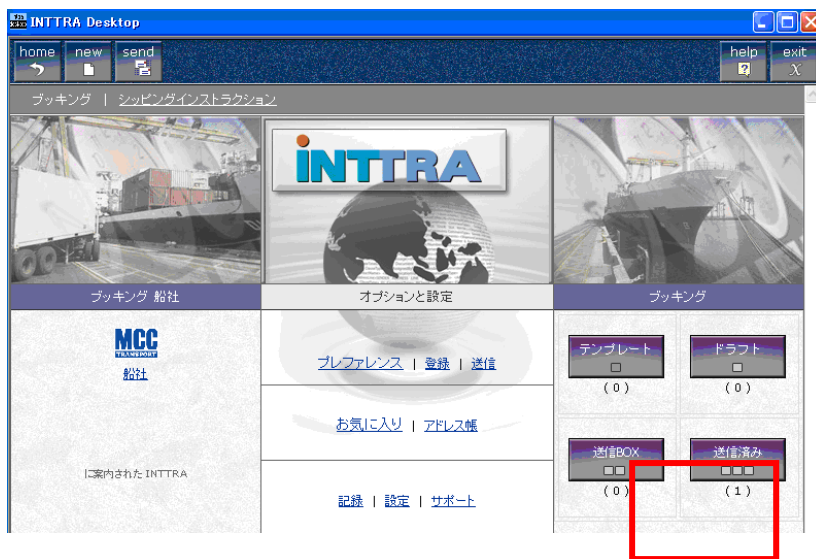 INTTRA Desktop
home new send help exit
ブッキング | シッピングインストラクション
INTTRA
ブッキング 船社 オプションと設定 ブッキング
MCC
TRANSPORT
船社
プレファレンス | 登録 | 送信
テンプレート ドラフト
(0) (0)
お気に入り | アドレス帳
送信BOX 送信済み
(0) (1)
に案内された INTTRA
記録 | 設定 | サポート